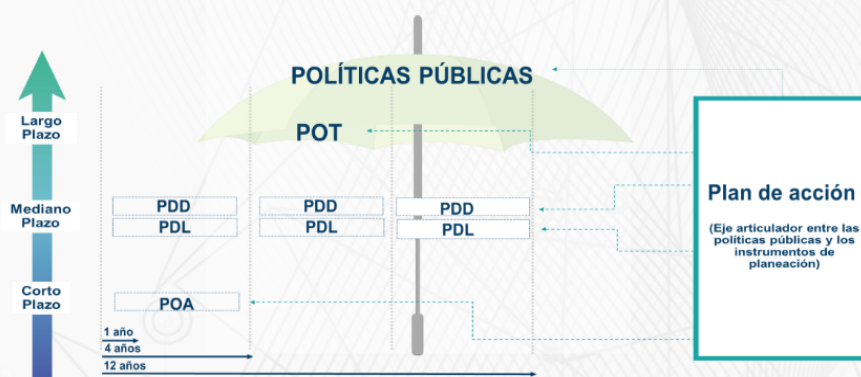 POLÍTICAS PÚBLICAS
POT
Largo
Plazo
Mediano
Plazo
Corto
Plazo
PDD
PDL
PDD
PDL
PDD
PDL
POA
1 año
4 años
12 años
Plan de acción
(Eje articulador entre las
políticas públicas y los
instrumentos de
planeación)